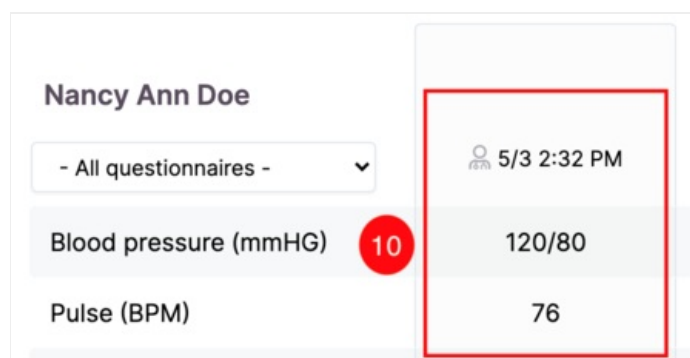 Nancy Ann Doe
- All questionnaires -
5/3 2:32 PM
Blood pressure (mmHG)
10
120/80
Pulse (BPM)
76